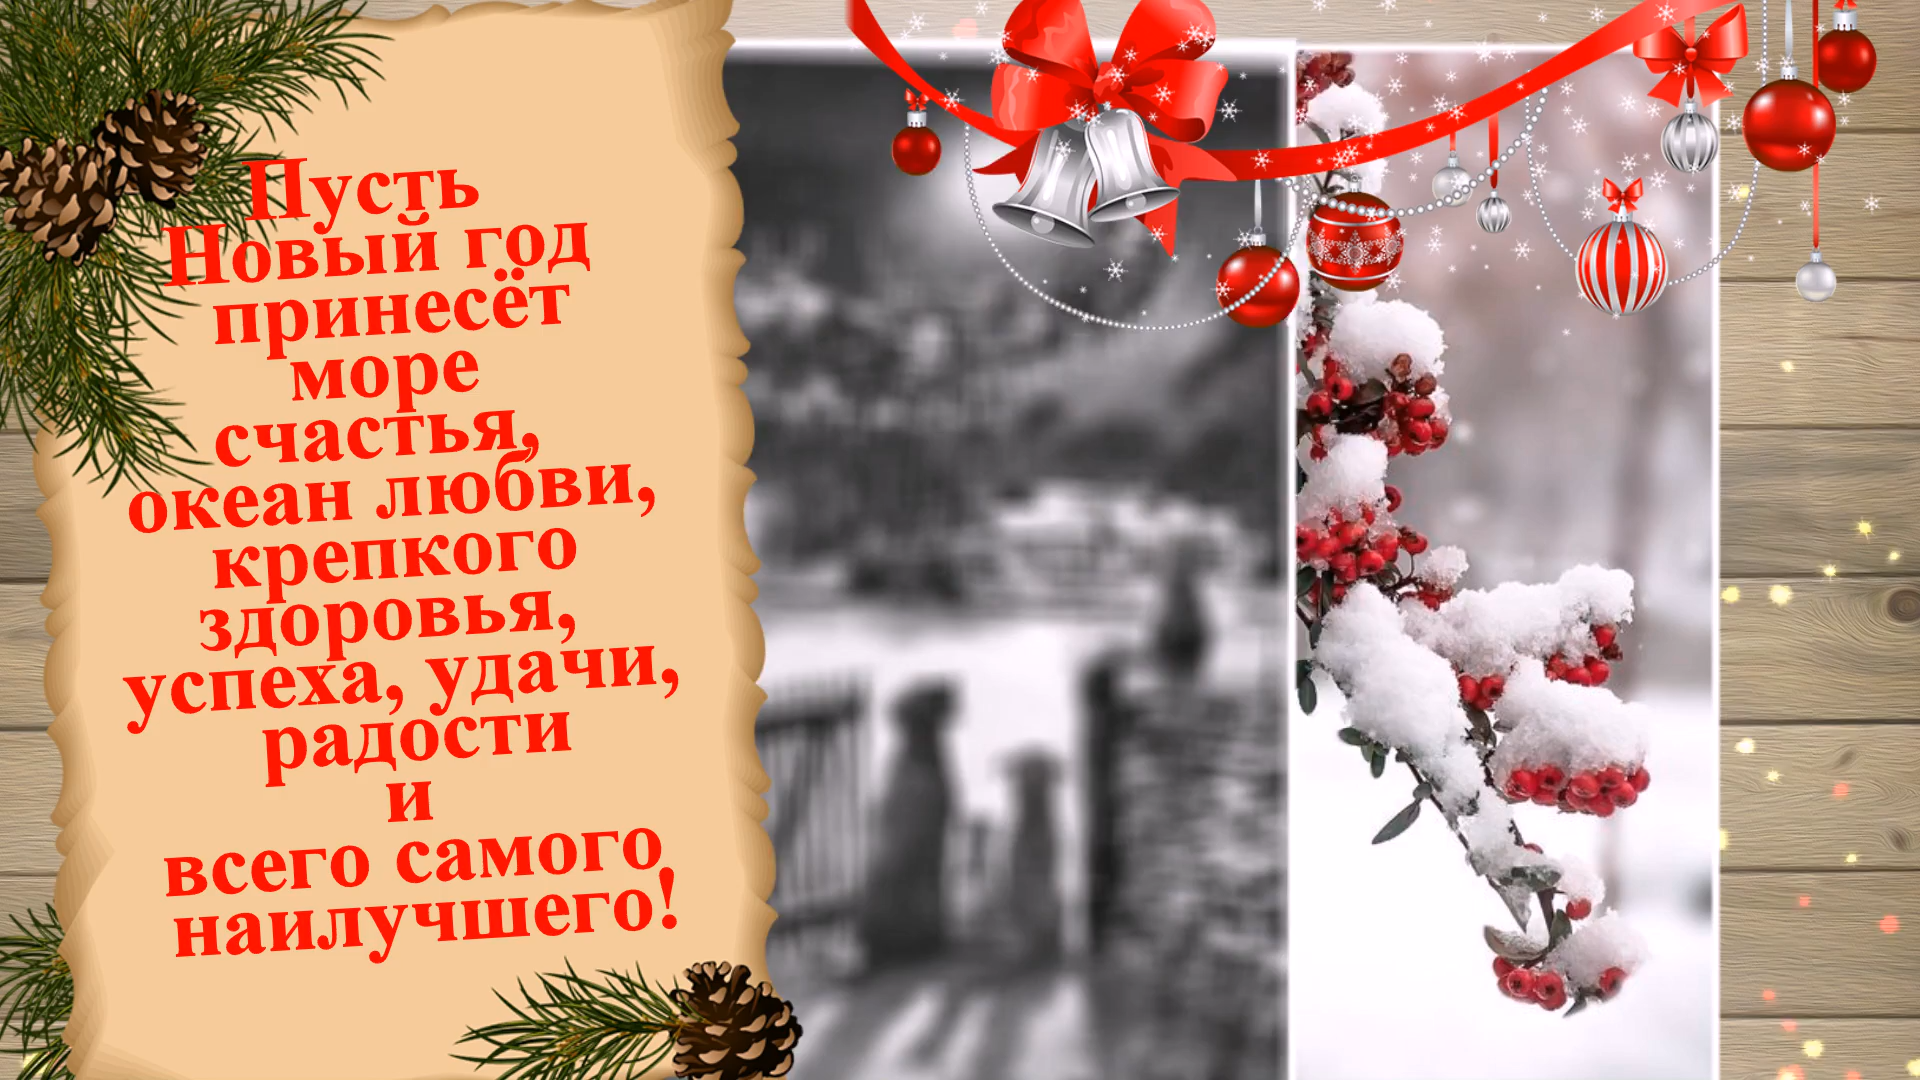 Пусть
Новый год
принесёт
море
счастья,
океан любви,
крепкого
здоровья,
успеха, удачи,
радости
и
всего самого
наилучшего!